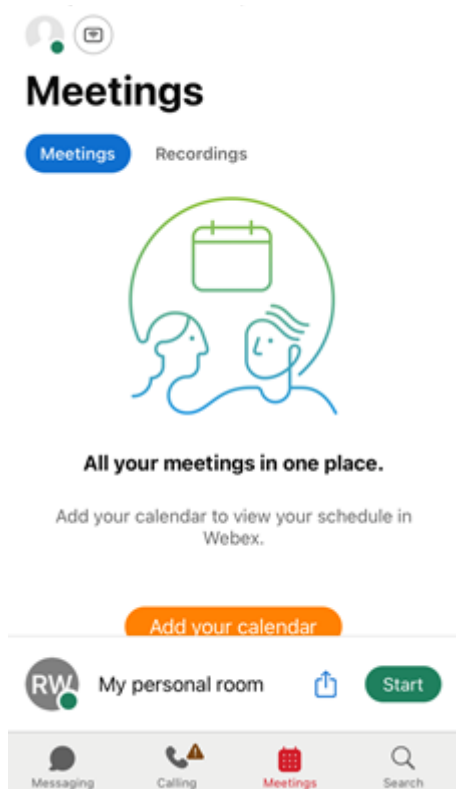 Meetings
Meetings Recordings
All your meetings in one place.
Add your calendar to view your schedule in
Webex.
Add your calendar
RW My personal room Start
Messaging Calling Meetings Search